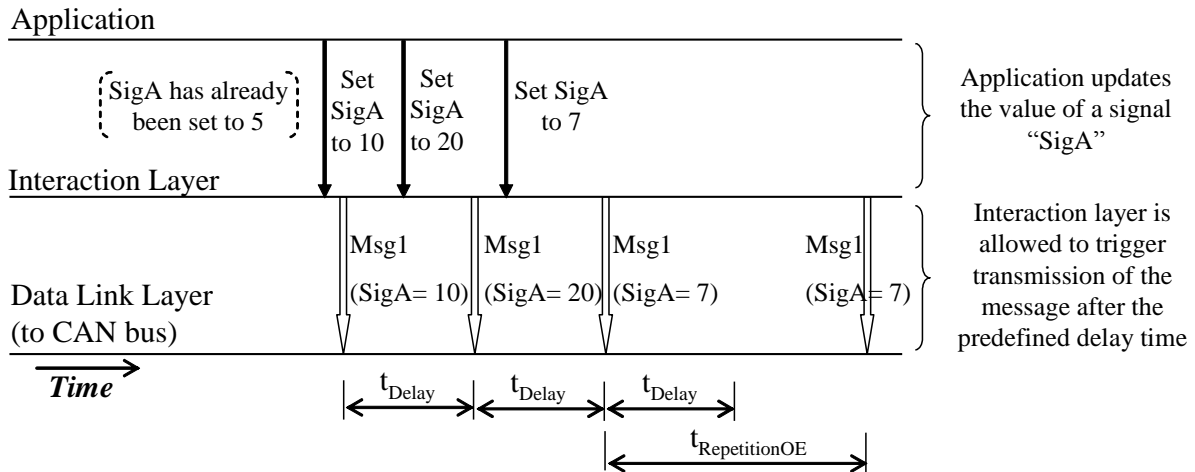 Application
SigA has already
been set to 5
Set
SigA
to 10
Set
SigA
to 20
Set SigA
to 7
Application updates
the value of a signal
“SigA”
Interaction Layer
Msg1
(SigA= 10)
Msg1
(SigA= 20)
Msg1
(SigA= 7)
Msg1
(SigA= 7)
Interaction layer is
allowed to trigger
transmission of the
message after the
predefined delay time
Data Link Layer
(to CAN bus)
Time
tDelay
tDelay
tDelay
tRepetitionOE